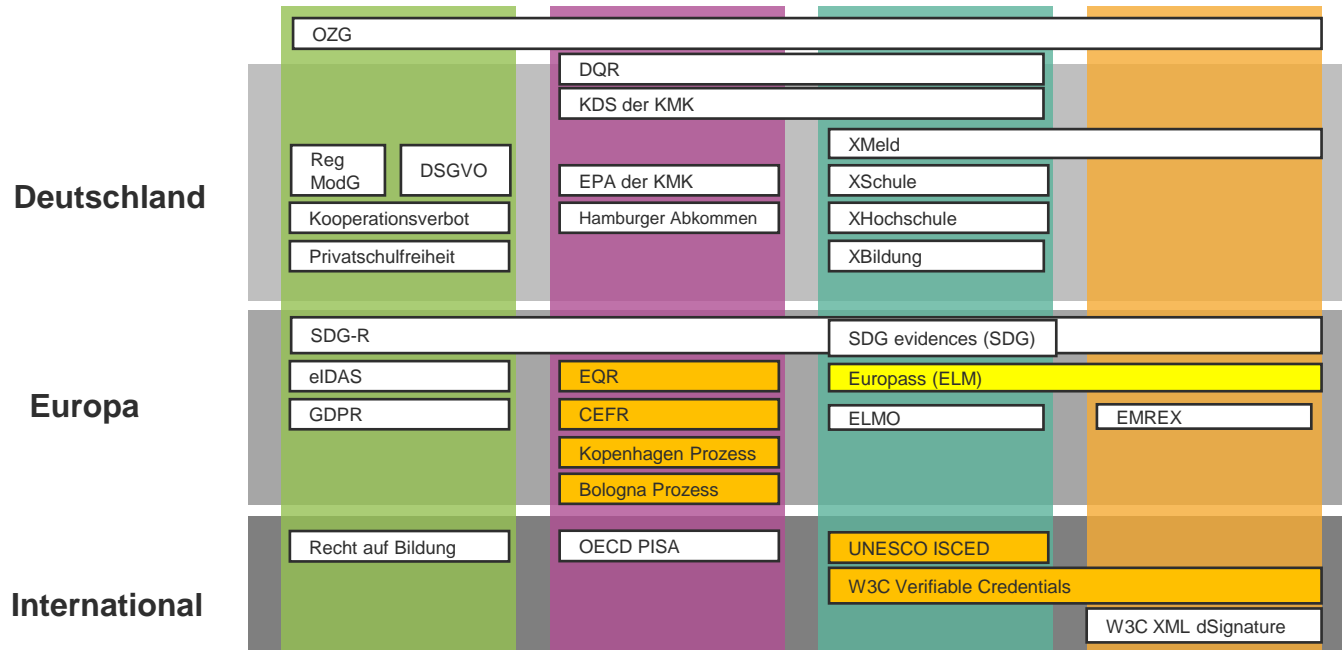 OZG
DQR
KDS der KMK
XMeld
Reg
ModG
DSGVO
EPA der KMK
XSchule
Deutschland
Kooperationsverbot
Hamburger Abkommen
XHochschule
Privatschulfreiheit
XBildung
SDG-R
SDG evidences (SDG)
eIDAS
EQR
Europass (ELM)
Europa
GDPR
CEFR
ELMO
EMREX
Kopenhagen Prozess
Bologna Prozess
Recht auf Bildung
OECD PISA
UNESCO ISCED
W3C Verifiable Credentials
International
W3C XML dSignature